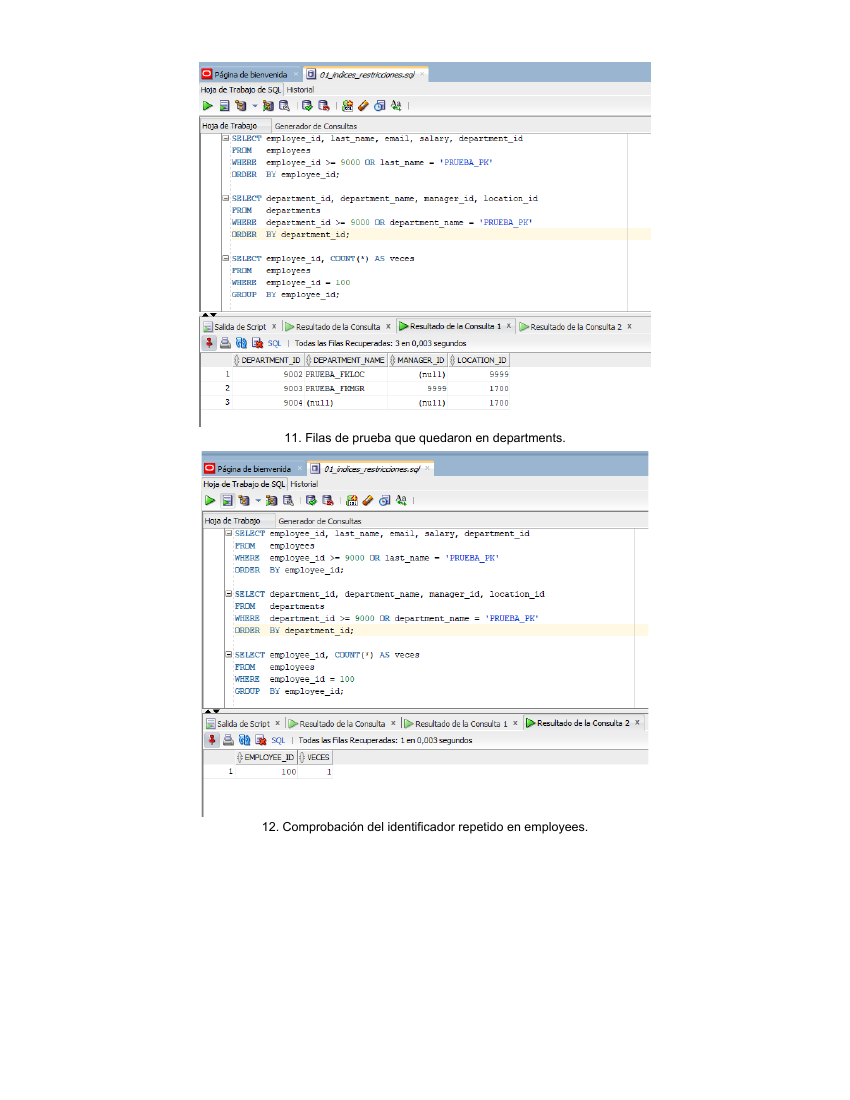 Página de bienvenida × 01_indices_restricciones.sql ×
Hoja de Trabajo de SQL Historial
Hoja de Trabajo Generador de Consultas
SELECT employee_id, last_name, email, salary, department_id
FROM employees
WHERE employee_id >= 9000 OR last_name = 'PRUEBA_PK'
ORDER BY employee_id;
SELECT department_id, department_name, manager_id, location_id
FROM departments
WHERE department_id >= 9000 OR department_name = 'PRUEBA_PK'
ORDER BY department_id;
SELECT employee_id, COUNT(*) AS veces
FROM employees
WHERE employee_id = 100
GROUP BY employee_id;
Salida de Script × Resultado de la Consulta × Resultado de la Consulta 1 × Resultado de la Consulta 2 ×
SQL | Todas las Filas Recuperadas: 3 en 0,003 segundos
DEPARTMENT_ID DEPARTMENT_NAME MANAGER_ID LOCATION_ID
1 9002 PRUEBA_FKLOC (null) 9999
2 9003 PRUEBA_FKMGR 9999 1700
3 9004 (null) (null) 1700
11. Filas de prueba que quedaron en departments.
Página de bienvenida × 01_indices_restricciones.sql ×
Hoja de Trabajo de SQL Historial
Hoja de Trabajo Generador de Consultas
SELECT employee_id, last_name, email, salary, department_id
FROM employees
WHERE employee_id >= 9000 OR last_name = 'PRUEBA_PK'
ORDER BY employee_id;
SELECT department_id, department_name, manager_id, location_id
FROM departments
WHERE department_id >= 9000 OR department_name = 'PRUEBA_PK'
ORDER BY department_id;
SELECT employee_id, COUNT(*) AS veces
FROM employees
WHERE employee_id = 100
GROUP BY employee_id;
Salida de Script × Resultado de la Consulta × Resultado de la Consulta 1 × Resultado de la Consulta 2 ×
SQL | Todas las Filas Recuperadas: 1 en 0,003 segundos
EMPLOYEE_ID VECES
1 100 1
12. Comprobación del identificador repetido en employees.